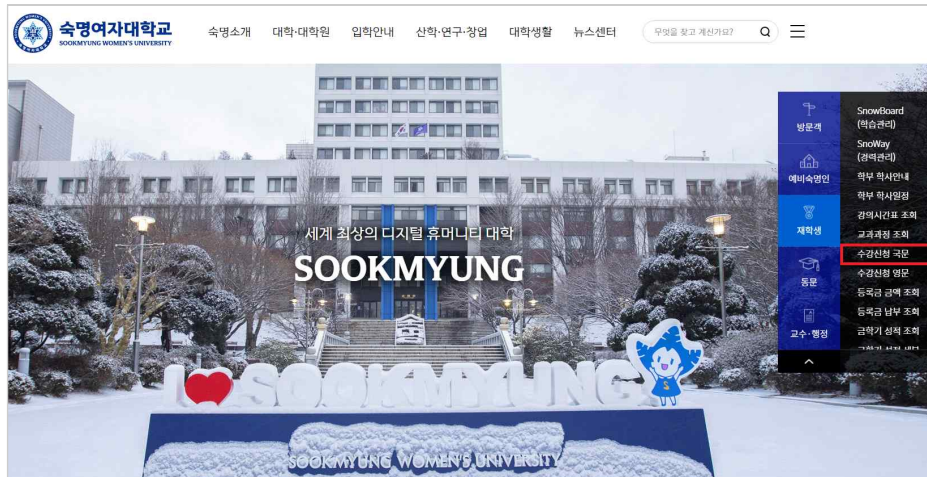 숙명여자대학교
SOOKMYUNG WOMEN'S UNIVERSITY
숙명소개 대학·대학원 입학안내 산학·연구·창업 대학생활 뉴스센터 무엇을 찾고 계신가요?
세계 최상의 디지털 휴머니티 대학
SOOKMYUNG
I SOOKMYUNG
SOOKMYUNG WOMEN'S UNIVERSITY
방문객
예비숙명인
재학생
동문
교수·행정
SnowBoard
(학습관리)
SnoWay
(경력관리)
학부 학사안내
학부 학사일정
강의시간표 조회
교과과정 조회
수강신청 국문
수강신청 영문
등록금 금액 조회
등록금 납부 조회
금학기 성적 조회